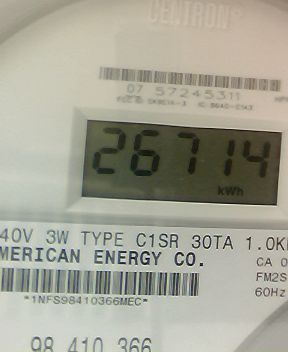 CENTRON
07 57245311
26714
kWh
40V 3W TYPE C1SR 30TA 1.0K
MERICAN ENERGY CO.
CA 0
FM2S
60Hz
*1NFS98410366MEC*
98 410 366